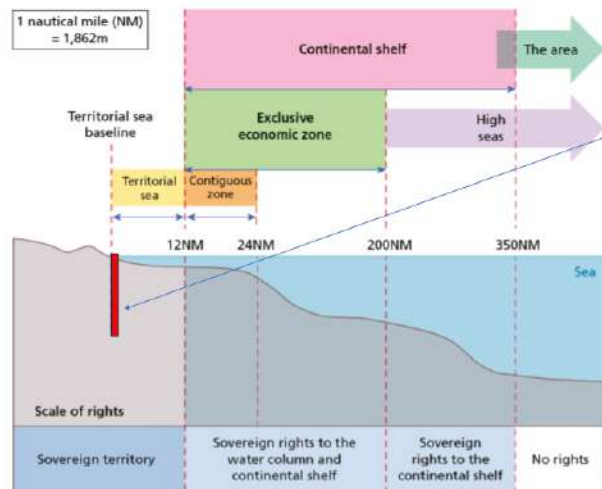 1 nautical mile (NM)
= 1,862m
Continental shelf
The area
Territorial sea
baseline
Exclusive
economic zone
High
seas
Territorial
sea
Contiguous
zone
12NM
24NM
200NM
350NM
Sea
Scale of rights
Sovereign territory
Sovereign rights to the
water column and
continental shelf
Sovereign
rights to the
continental shelf
No rights